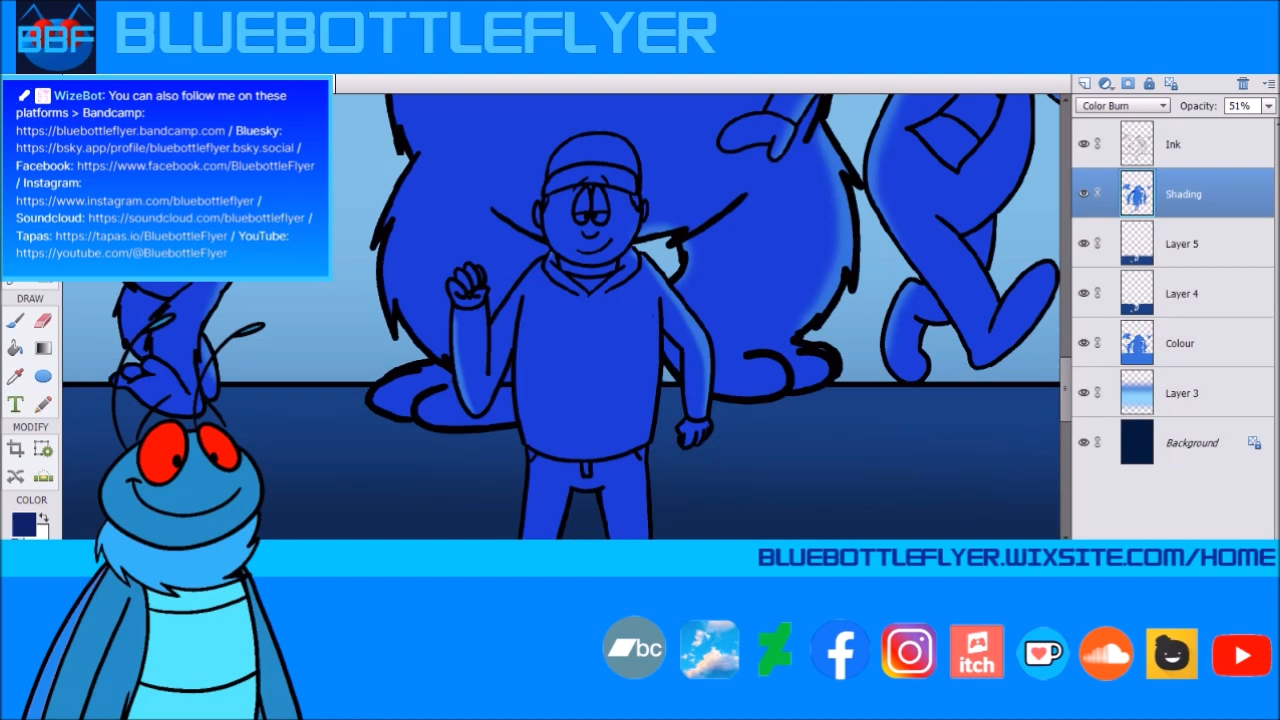 BBF
BLUEBOTTLEFLYER
WizeBot: You can also follow me on these
platforms > Bandcamp:
https://bluebottleflyer.bandcamp.com / Bluesky:
https://bsky.app/profile/bluebottleflyer.bsky.social /
Facebook: https://www.facebook.com/BluebottleFlyer
/ Instagram:
https://www.instagram.com/bluebottleflyer /
Soundcloud: https://soundcloud.com/bluebottleflyer /
Tapas: https://tapas.io/BluebottleFlyer / YouTube:
https://youtube.com/@BluebottleFlyer
Color Burn
Opacity: 51%
Ink
Shading
Layer 5
Layer 4
Colour
Layer 3
Background
DRAW
T
MODIFY
COLOR
BLUEBOTTLEFLYER.WIXSITE.COM/HOME
bc
itch